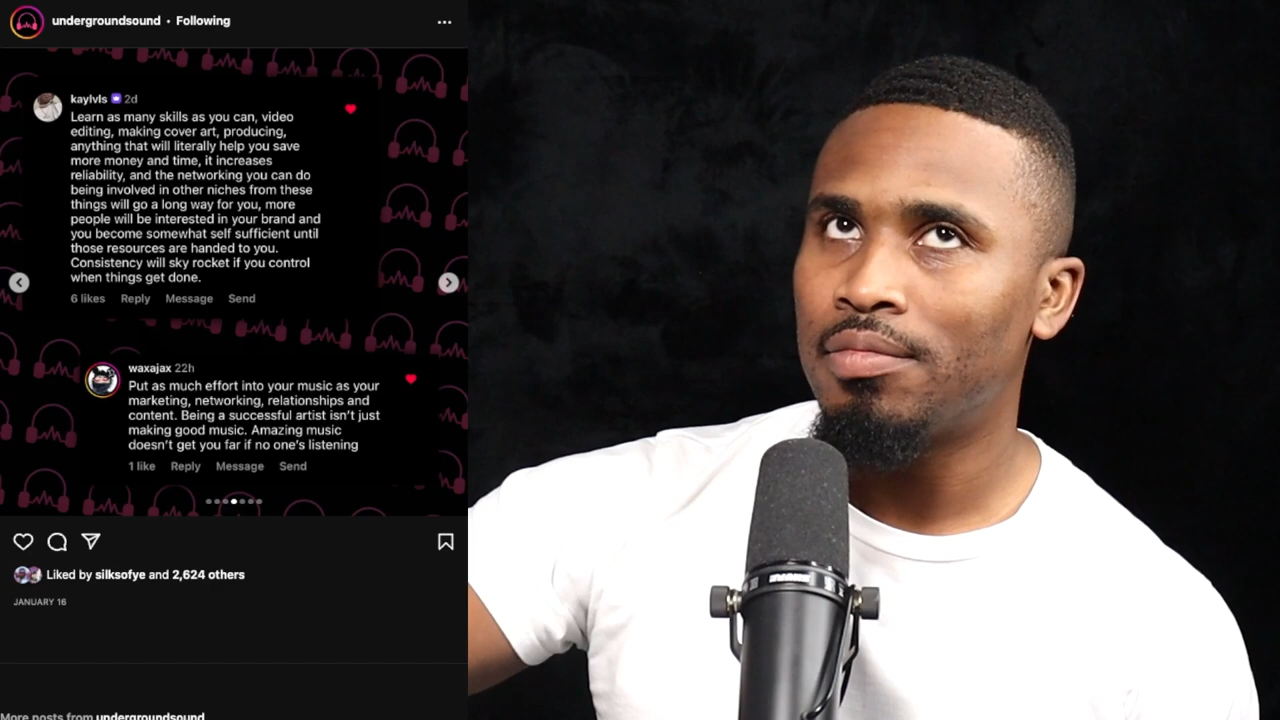 undergroundsound • Following
kaylvls 2d
Learn as many skills as you can, video
editing, making cover art, producing,
anything that will literally help you save
more money and time, it increases
reliability, and the networking you can do
being involved in other niches from these
things will go a long way for you, more
people will be interested in your brand and
you become somewhat self sufficient until
those resources are handed to you.
Consistency will sky rocket if you control
when things get done.
6 likes Reply Message Send
waxajax 22h
Put as much effort into your music as your
marketing, networking, relationships and
content. Being a successful artist isn’t just
making good music. Amazing music
doesn’t get you far if no one’s listening
1 like Reply Message Send
Liked by silksofye and 2,624 others
JANUARY 16
More posts from undergroundsound